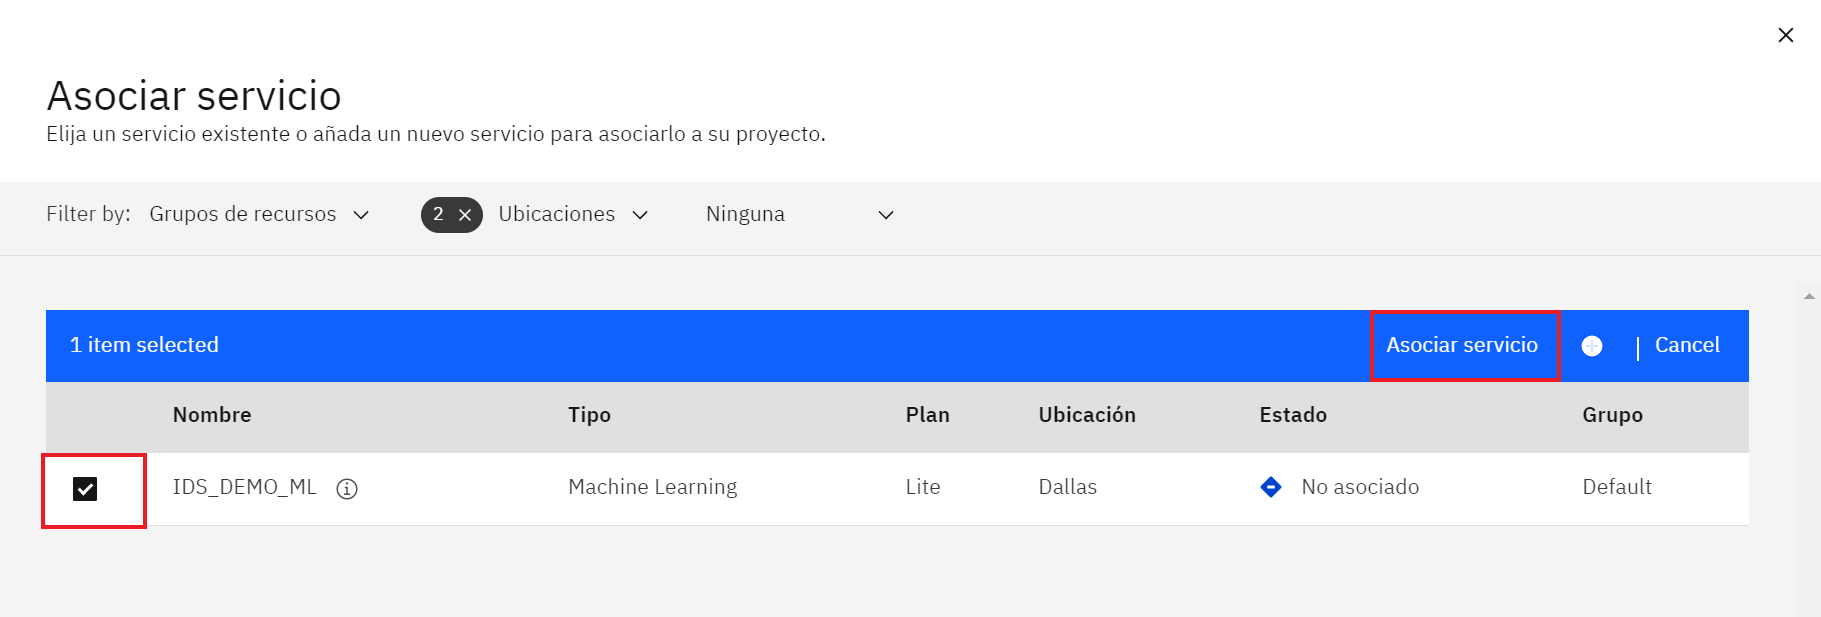 Asociar servicio
Elija un servicio existente o añada un nuevo servicio para asociarlo a su proyecto.
Filter by: Grupos de recursos 2 Ubicaciones Ninguna
1 item selected Asociar servicio | Cancel
Nombre Tipo Plan Ubicación Estado Grupo
IDS_DEMO_ML Machine Learning Lite Dallas No asociado Default